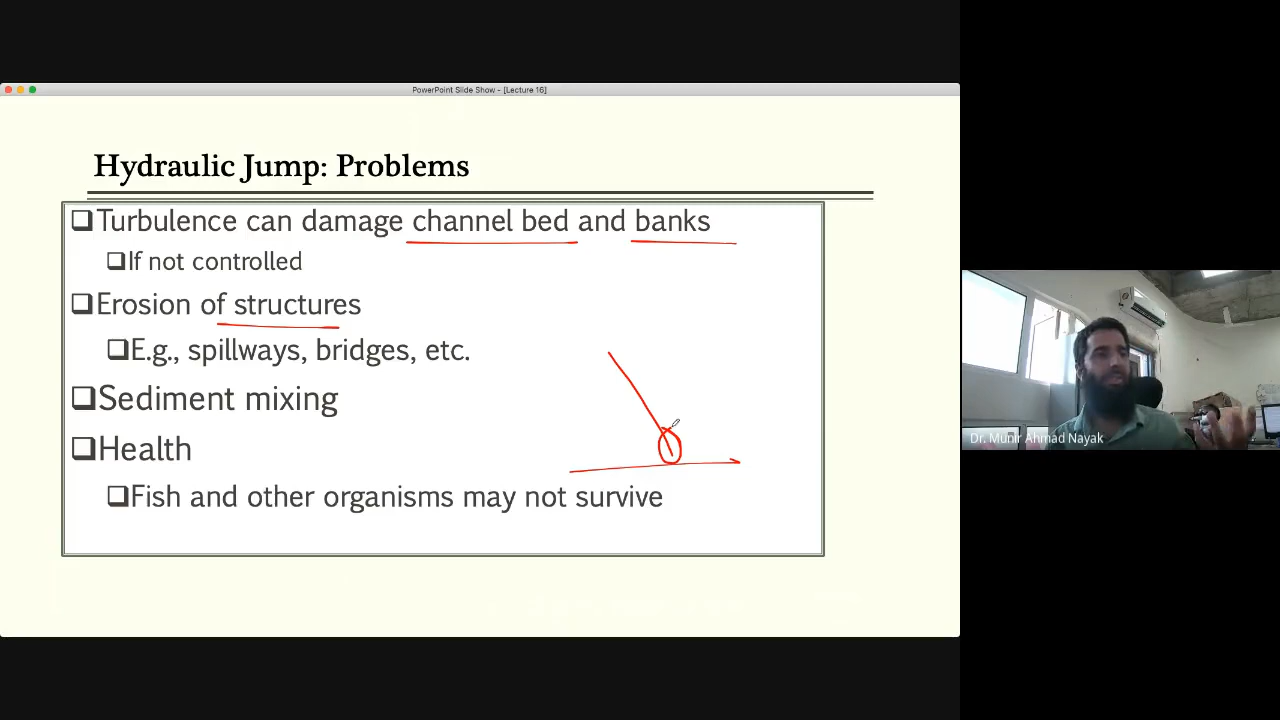 PowerPoint Slide Show - [Lecture 16]
Hydraulic Jump: Problems
❑Turbulence can damage channel bed and banks
❑If not controlled
❑Erosion of structures
❑E.g., spillways, bridges, etc.
❑Sediment mixing
❑Health
❑Fish and other organisms may not survive
Dr. Munir Ahmad Nayak